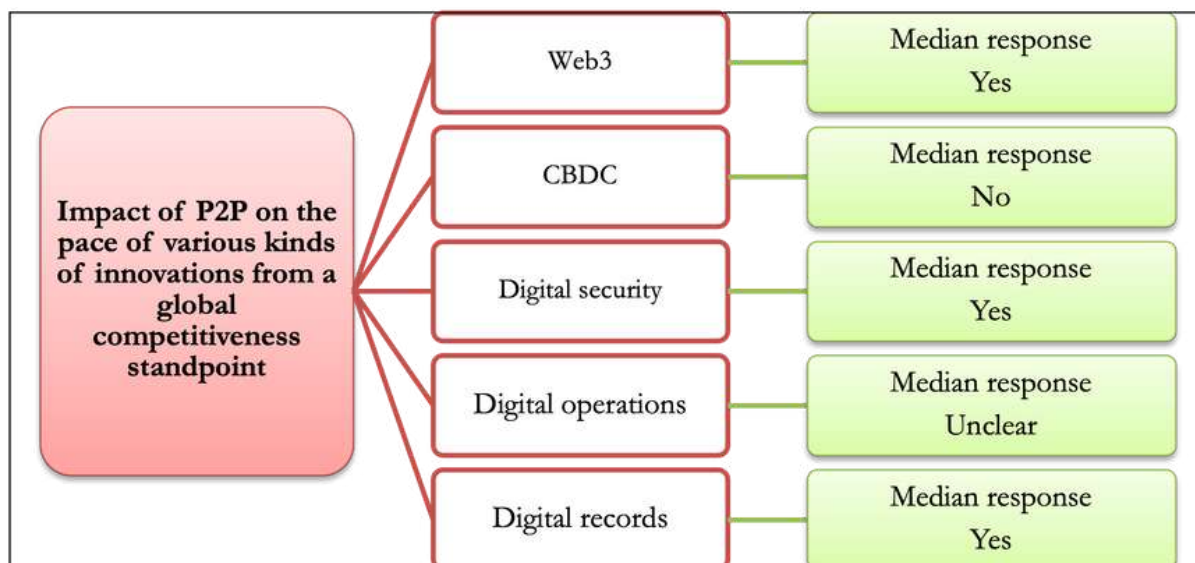 Impact of P2P on the
pace of various kinds
of innovations from a
global
competitiveness
standpoint
Web3
Median response
Yes
CBDC
Median response
No
Digital security
Median response
Yes
Digital operations
Median response
Unclear
Digital records
Median response
Yes